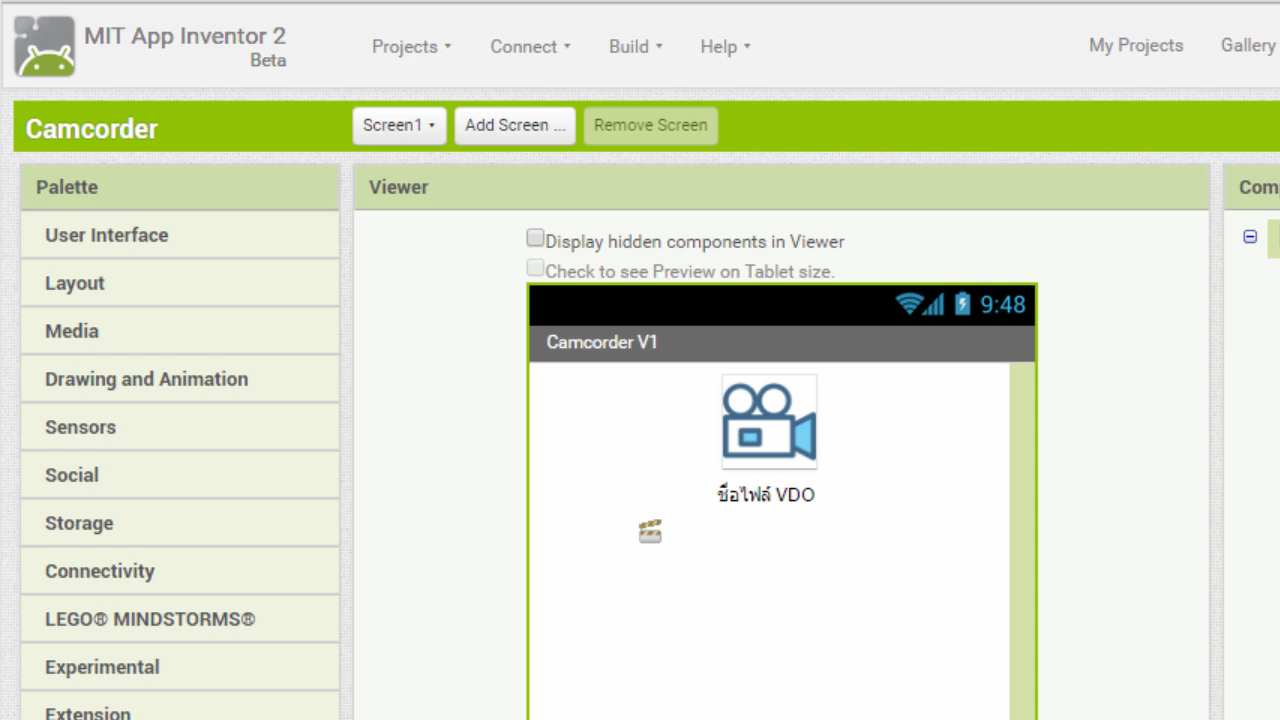 MIT App Inventor 2
Beta
Projects Connect Build Help My Projects Gallery
Camcorder Screen1 Add Screen ... Remove Screen
Palette
User Interface
Layout
Media
Drawing and Animation
Sensors
Social
Storage
Connectivity
LEGO® MINDSTORMS®
Experimental
Extension
Viewer
Display hidden components in Viewer
Check to see Preview on Tablet size.
9:48
Camcorder V1
ชื่อไฟล์ VDO